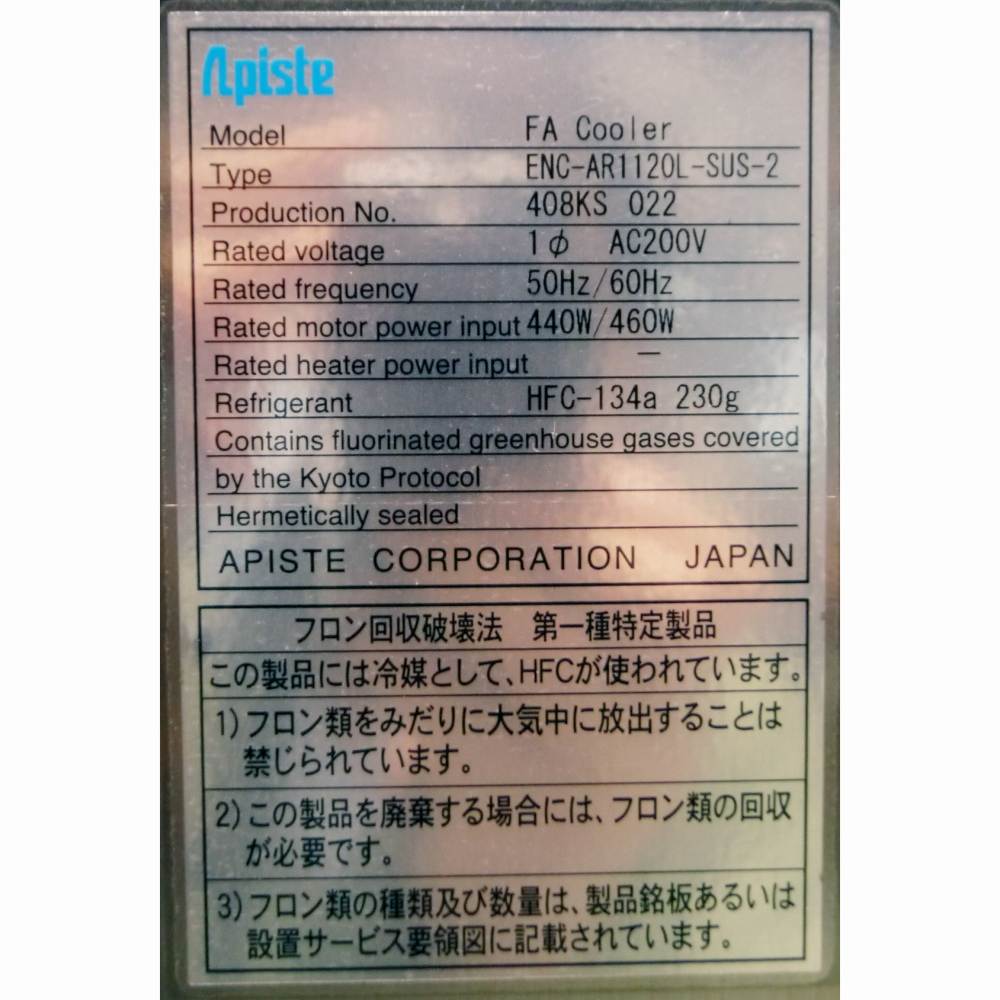 Apiste
Model FA Cooler
Type ENC-AR1120L-SUS-2
Production No. 408KS 022
Rated voltage 1φ AC200V
Rated frequency 50Hz/60Hz
Rated motor power input 440W/460W
Rated heater power input —
Refrigerant HFC-134a 230g
Contains fluorinated greenhouse gases covered
by the Kyoto Protocol
Hermetically sealed
APISTE CORPORATION JAPAN
フロン回収破壊法 第一種特定製品
この製品には冷媒として、HFCが使われています。
1)フロン類をみだりに大気中に放出することは
禁じられています。
2)この製品を廃棄する場合には、フロン類の回収
が必要です。
3)フロン類の種類及び数量は、製品銘板あるいは
設置サービス要領図に記載されています。